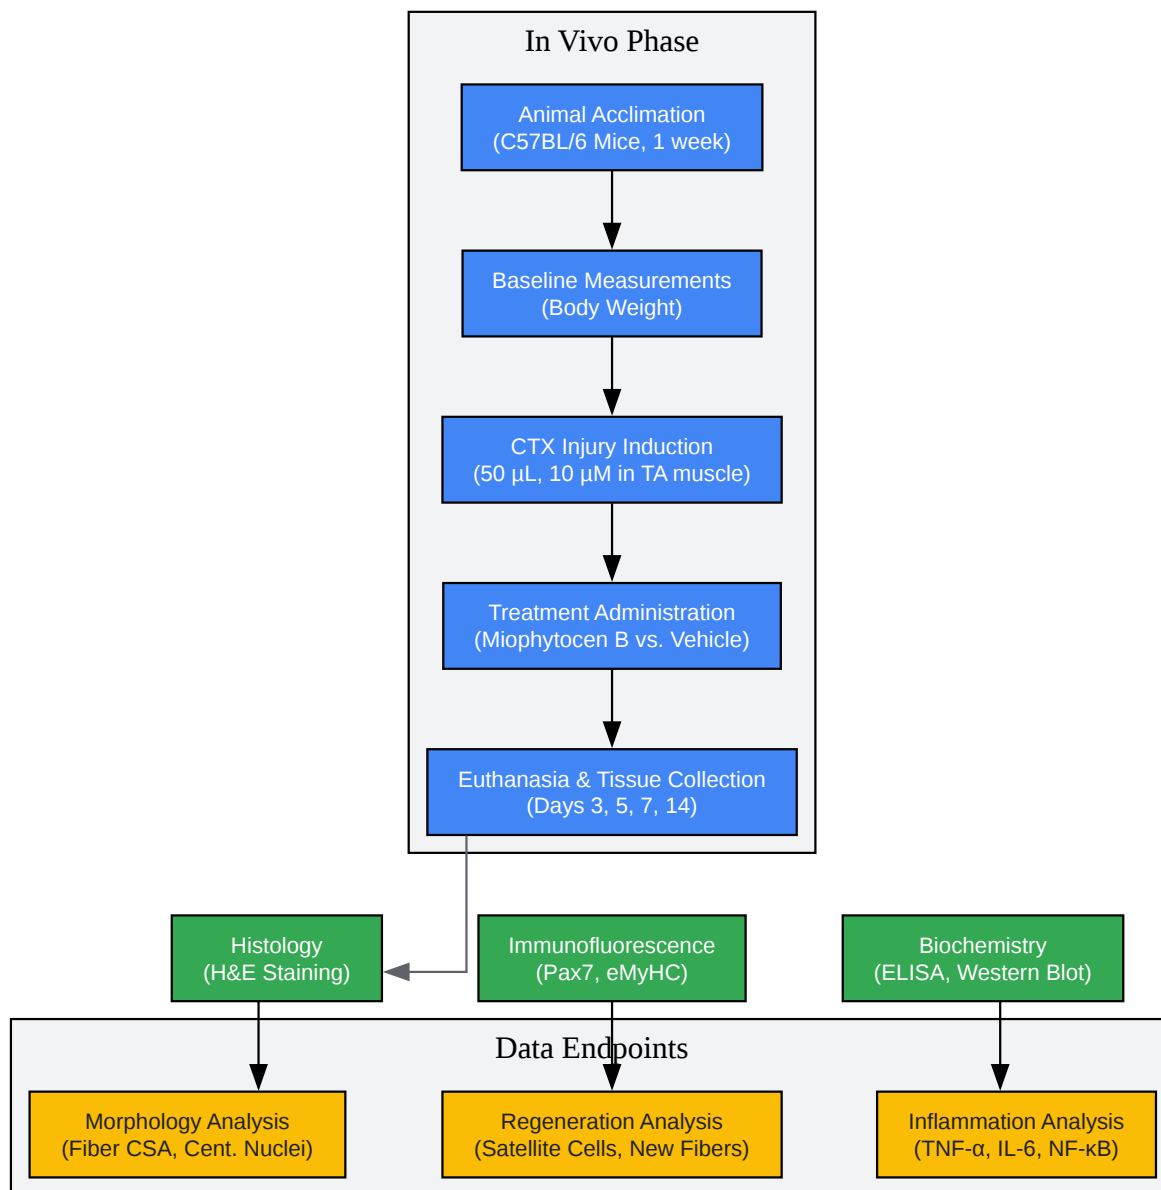 In Vivo Phase
Animal Acclimation
(C57BL/6 Mice, 1 week)
Baseline Measurements
(Body Weight)
CTX Injury Induction
(50 µL, 10 µM in TA muscle)
Treatment Administration
(Miophytocen B vs. Vehicle)
Euthanasia & Tissue Collection
(Days 3, 5, 7, 14)
Histology
(H&E Staining)
Immunofluorescence
(Pax7, eMyHC)
Biochemistry
(ELISA, Western Blot)
Data Endpoints
Morphology Analysis
(Fiber CSA, Cent. Nuclei)
Regeneration Analysis
(Satellite Cells, New Fibers)
Inflammation Analysis
(TNF-α, IL-6, NF-κB)